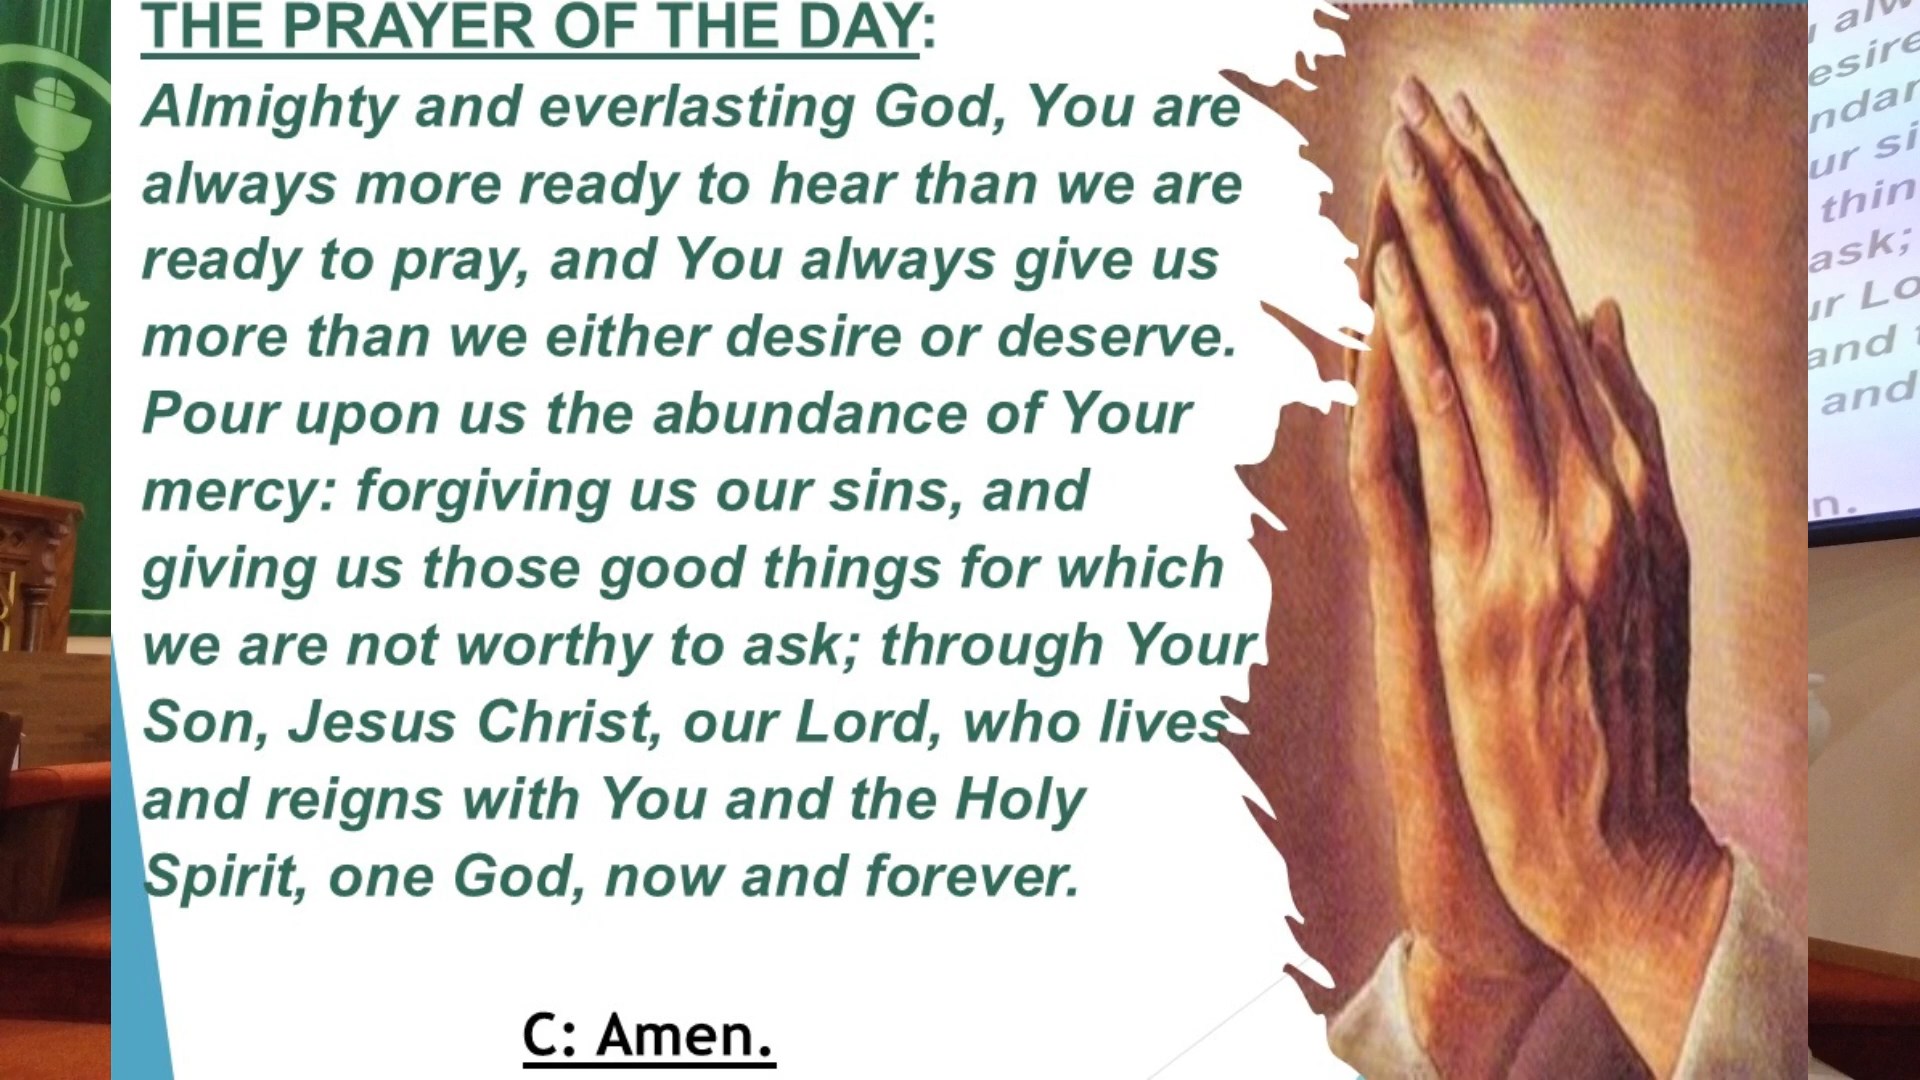 THE PRAYER OF THE DAY:
Almighty and everlasting God, You are
always more ready to hear than we are
ready to pray, and You always give us
more than we either desire or deserve.
Pour upon us the abundance of Your
mercy: forgiving us our sins, and
giving us those good things for which
we are not worthy to ask; through Your
Son, Jesus Christ, our Lord, who lives
and reigns with You and the Holy
Spirit, one God, now and forever.
C: Amen.
ask;
and
and